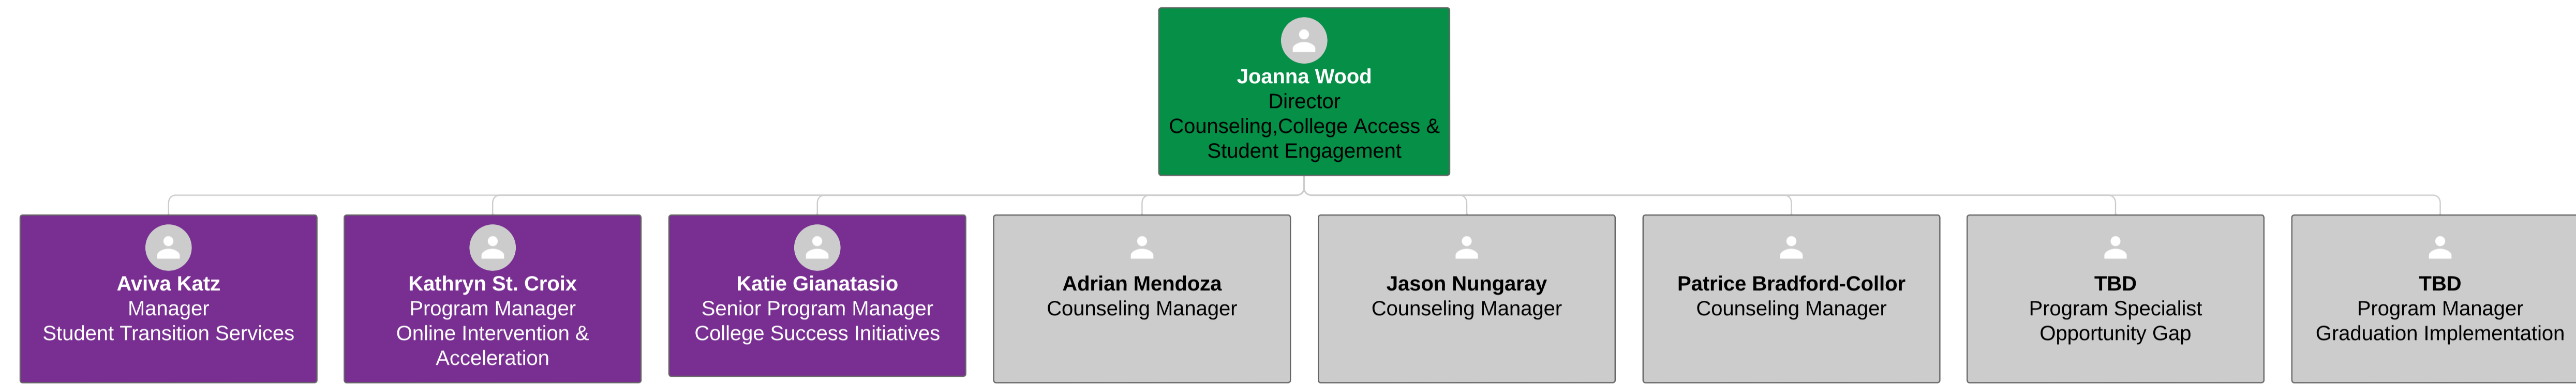 Joanna Wood
Director
Counseling,College Access &
Student Engagement
Aviva Katz
Manager
Student Transition Services
Kathryn St. Croix
Program Manager
Online Intervention &
Acceleration
Katie Gianatasio
Senior Program Manager
College Success Initiatives
Adrian Mendoza
Counseling Manager
Jason Nungaray
Counseling Manager
Patrice Bradford-Collor
Counseling Manager
TBD
Program Specialist
Opportunity Gap
TBD
Program Manager
Graduation Implementation